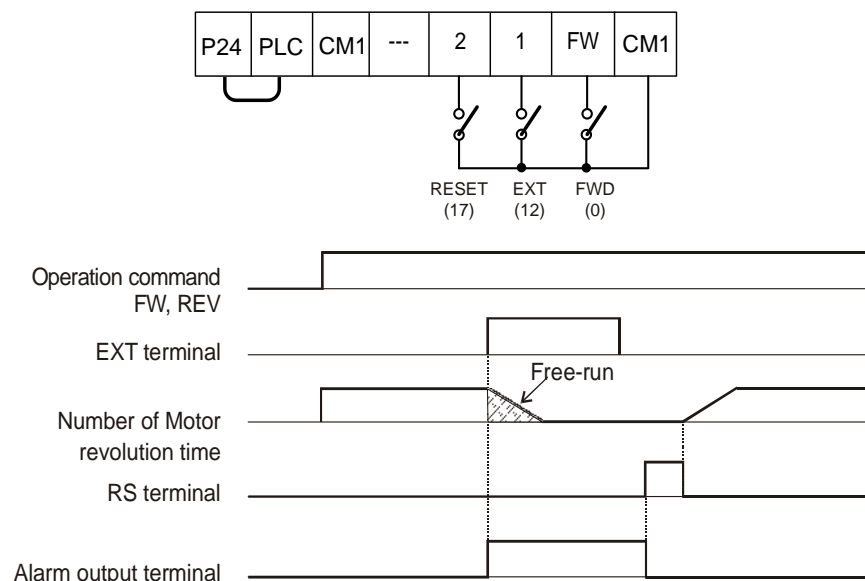 P24 PLC CM1 --- 2 1 FW CM1
RESET EXT FWD
(17) (12) (0)
Operation command
FW, REV
EXT terminal
Free-run
Number of Motor
revolution time
RS terminal
Alarm output terminal